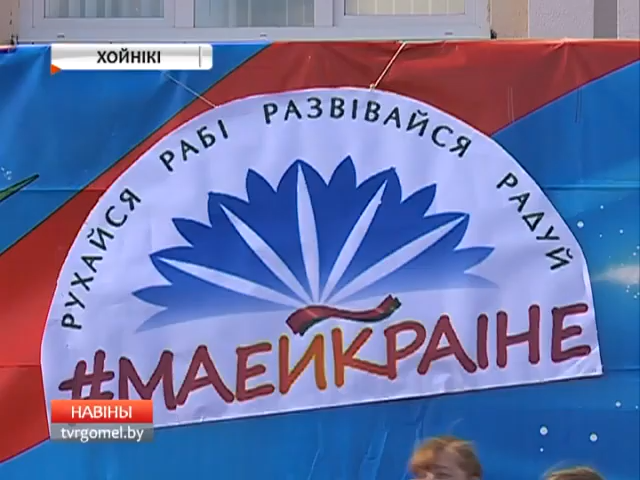 ХОЙНІКІ
РУХАЙСЯ РАБІ РАЗВІВАЙСЯ РАДУЙ
#МАЕЙКРАІНЕ
НАВІНЫ
tvrgomel.by